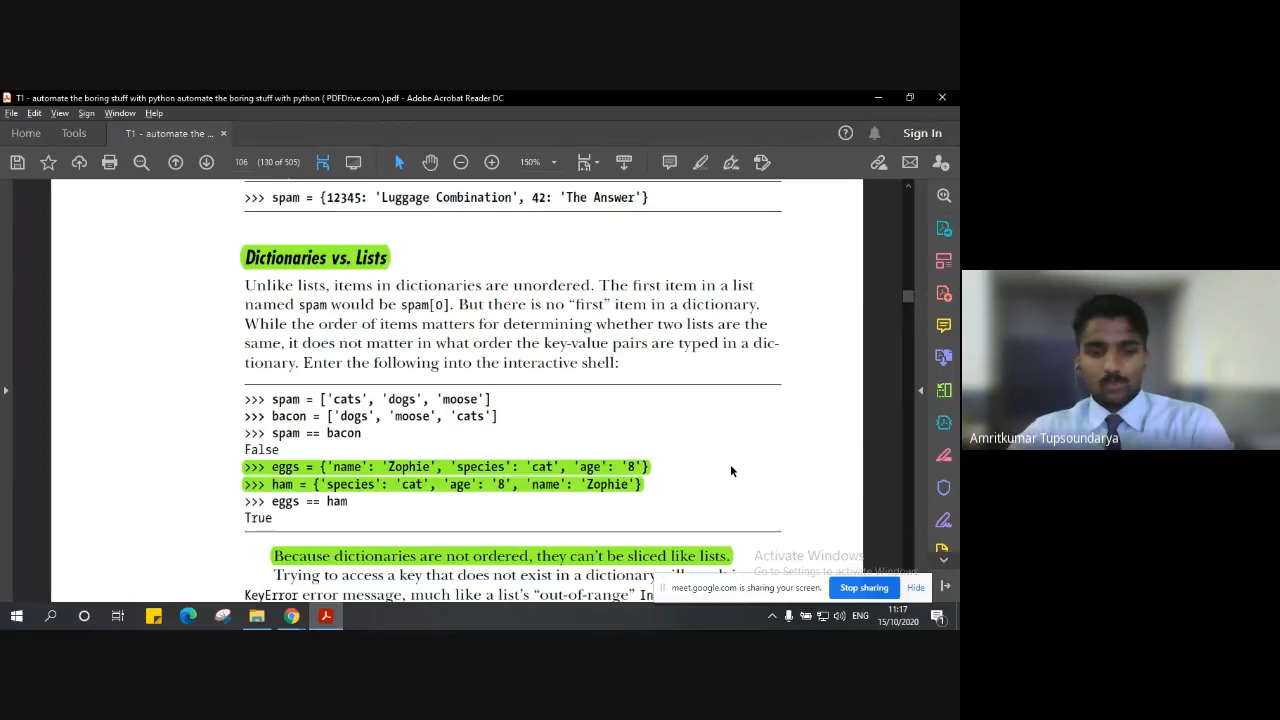 T1 - automate the boring stuff with python automate the boring stuff with python ( PDFDrive.com ).pdf - Adobe Acrobat Reader DC
File Edit View Sign Window Help
Home Tools T1 - automate the ... × Sign In
106 (130 of 505) 150%
>>> spam = {12345: 'Luggage Combination', 42: 'The Answer'}
Dictionaries vs. Lists
Unlike lists, items in dictionaries are unordered. The first item in a list
named spam would be spam[0]. But there is no “first” item in a dictionary.
While the order of items matters for determining whether two lists are the
same, it does not matter in what order the key-value pairs are typed in a dic-
tionary. Enter the following into the interactive shell:
>>> spam = ['cats', 'dogs', 'moose']
>>> bacon = ['dogs', 'moose', 'cats']
>>> spam == bacon
False
>>> eggs = {'name': 'Zophie', 'species': 'cat', 'age': '8'}
>>> ham = {'species': 'cat', 'age': '8', 'name': 'Zophie'}
>>> eggs == ham
True
Because dictionaries are not ordered, they can't be sliced like lists.
Trying to access a key that does not exist in a dictionary
KeyError error message, much like a list's “out-of-range”
Activate Windows
Go to Settings to activate Windows.
meet.google.com is sharing your screen. Stop sharing Hide
ENG
11:17
15/10/2020
Amritkumar Tupsoundarya